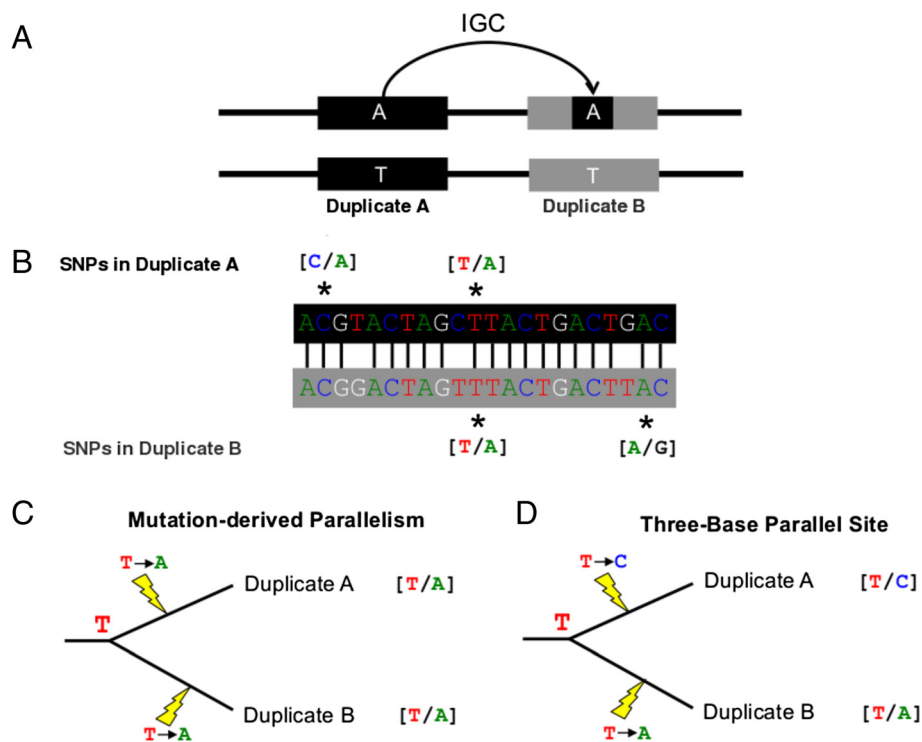 A
IGC
A A
T T
Duplicate A Duplicate B
B SNPs in Duplicate A [C/A] [T/A]
* *
ACGTACTAGCTTACTGACTGAC
ACGGACTAGTTTACTGACTTAC
* *
SNPs in Duplicate B [T/A] [A/G]
C Mutation-derived Parallelism
T→A
Duplicate A [T/A]
T
Duplicate B [T/A]
T→A
D Three-Base Parallel Site
T→C
Duplicate A [T/C]
T
Duplicate B [T/A]
T→A